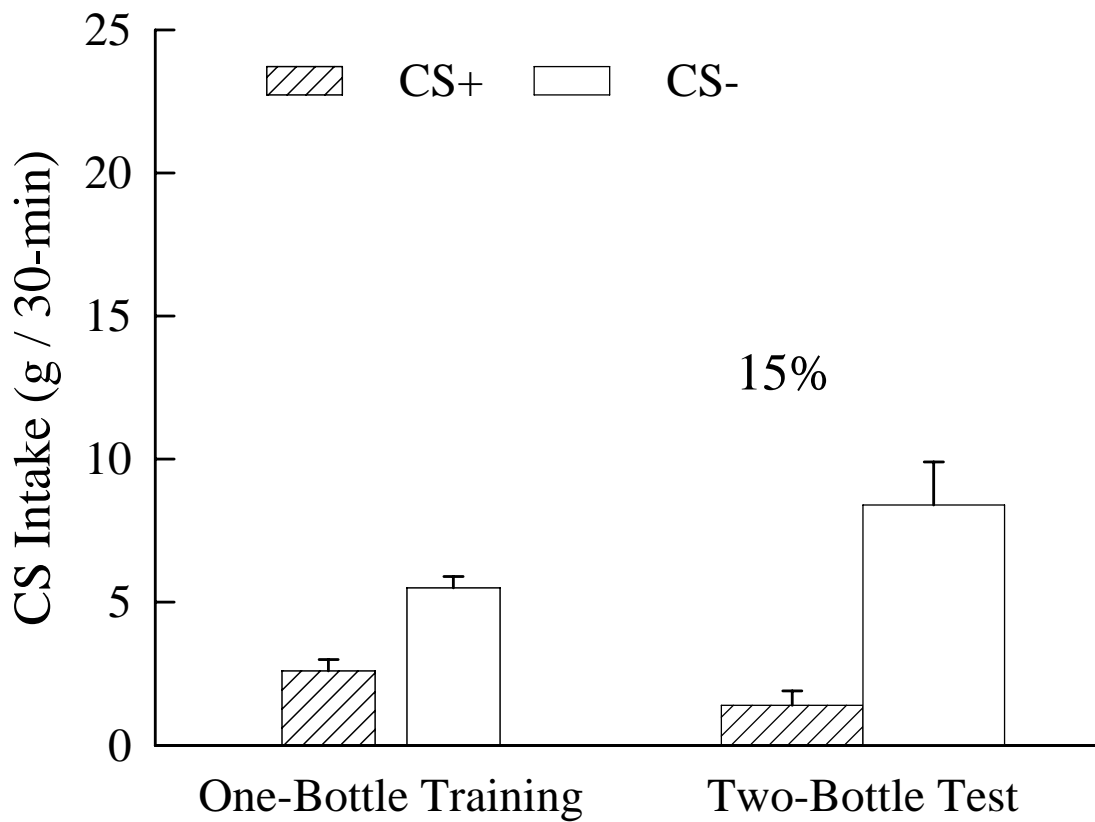 CS Intake (g / 30-min)
25
20
15
10
5
0
CS+ CS-
15%
One-Bottle Training Two-Bottle Test